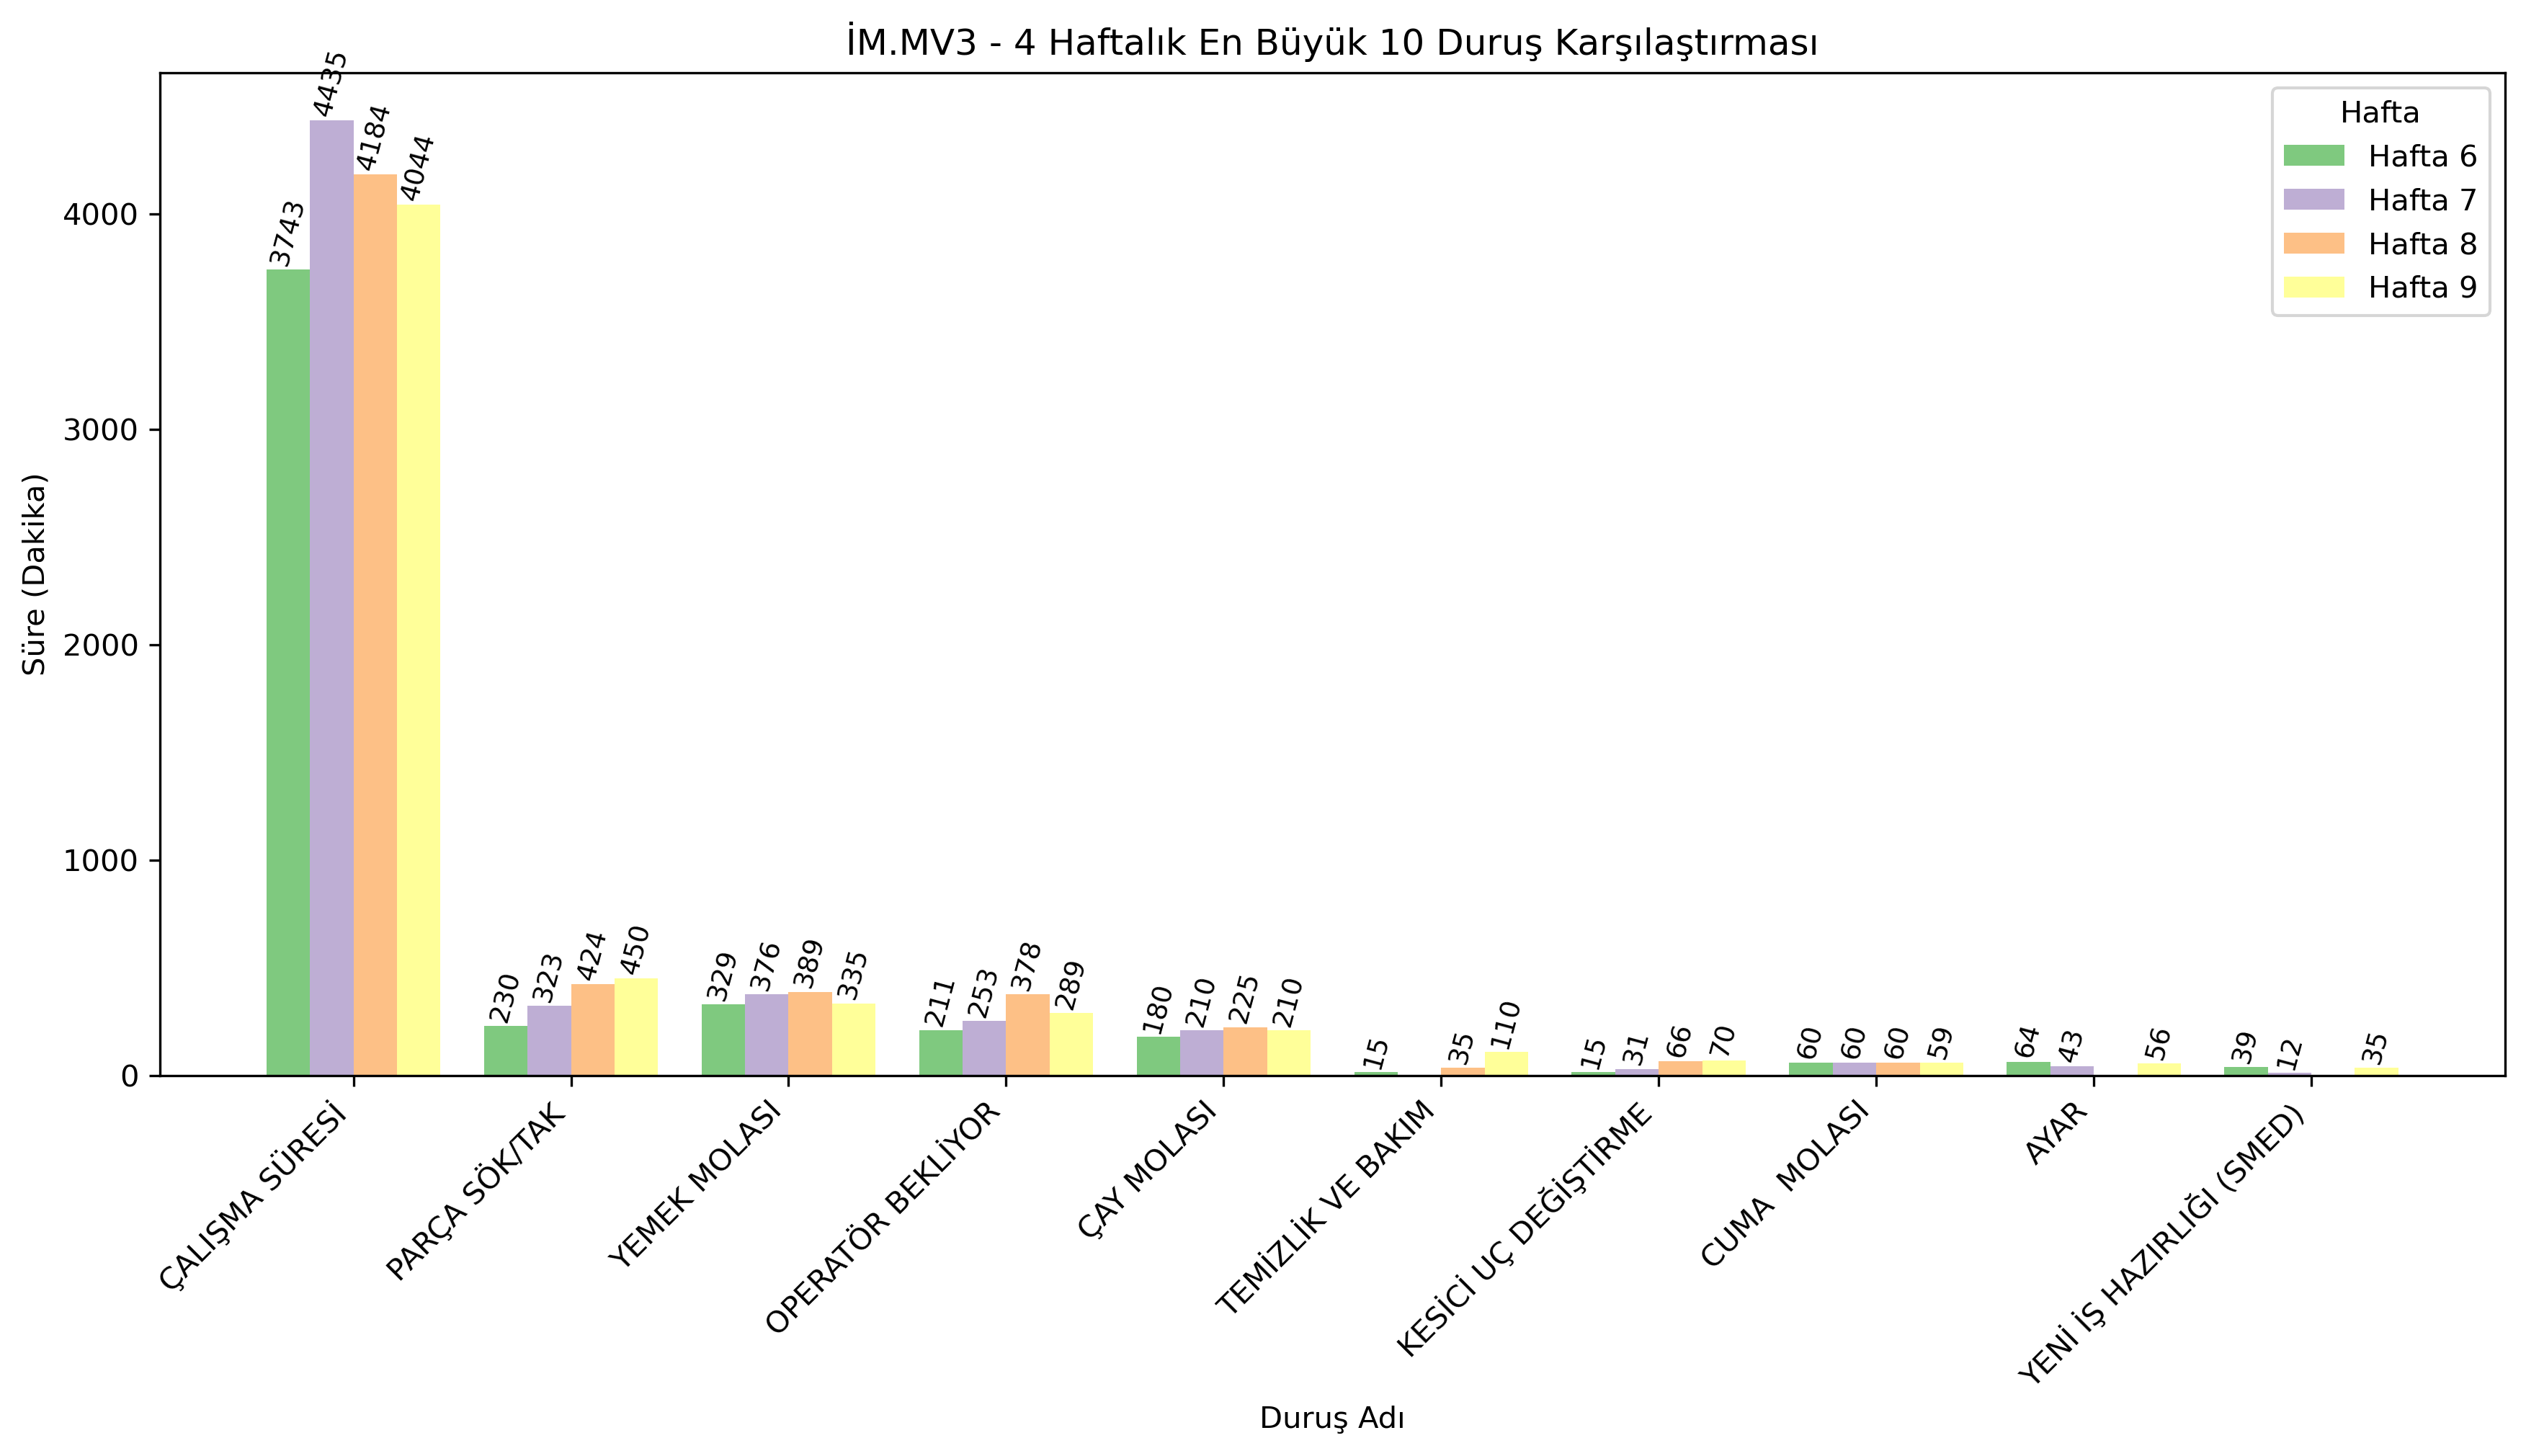 İM.MV3 - 4 Haftalık En Büyük 10 Duruş Karşılaştırması
Hafta
Hafta 6
Hafta 7
Hafta 8
Hafta 9
Süre (Dakika)
4000
3000
2000
1000
0
3743
4435
4184
4044
230
323
424
450
329
376
389
335
211
253
378
289
180
210
225
210
15
35
110
15
31
66
70
60
60
60
59
64
43
56
39
12
35
ÇALIŞMA SÜRESİ
PARÇA SÖK/TAK
YEMEK MOLASI
OPERATÖR BEKLİYOR
ÇAY MOLASI
TEMİZLİK VE BAKIM
KESİCİ UÇ DEĞİŞTİRME
CUMA  MOLASI
AYAR
YENİ İŞ HAZIRLIĞI (SMED)
Duruş Adı